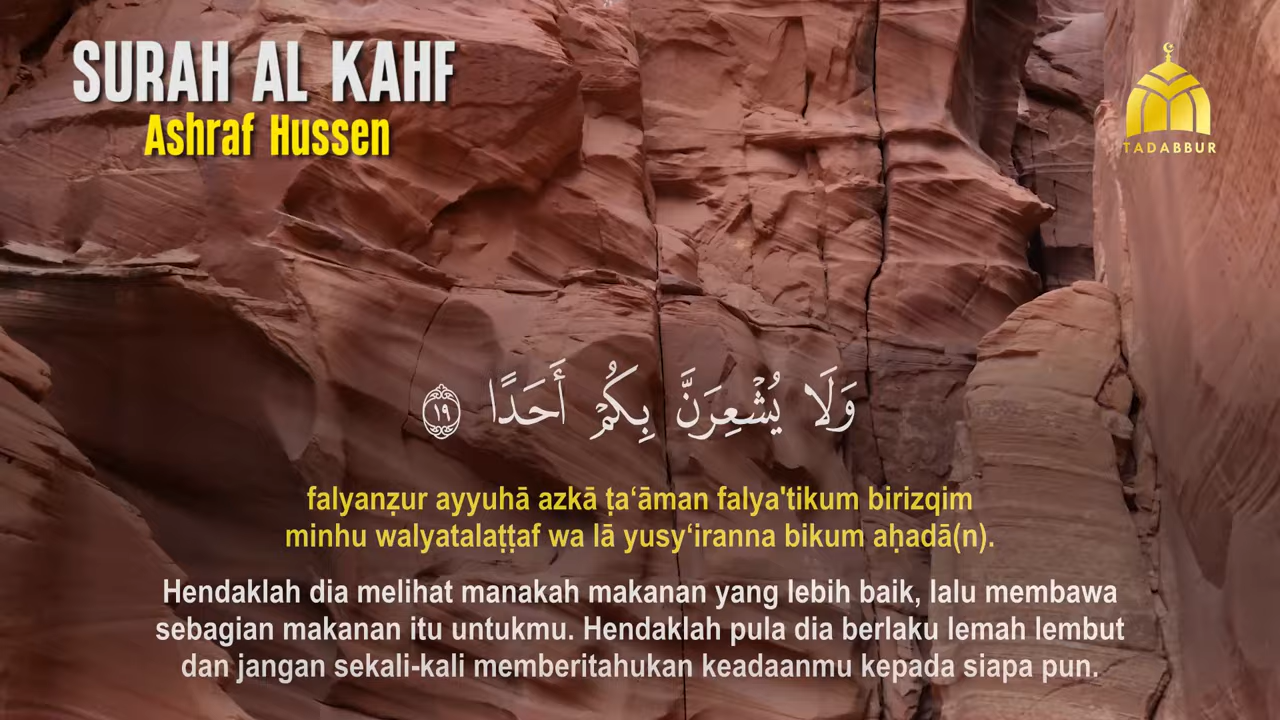 SURAH AL KAHF
Ashraf Hussen
TADABBUR
وَلَا يُشْعِرَنَّ بِكُمْ أَحَدًا ١٩
falyanẓur ayyuhā azkā ṭa‘āman falya'tikum birizqim
minhu walyatalaṭṭaf wa lā yusy‘iranna bikum aḥadā(n).
Hendaklah dia melihat manakah makanan yang lebih baik, lalu membawa
sebagian makanan itu untukmu. Hendaklah pula dia berlaku lemah lembut
dan jangan sekali-kali memberitahukan keadaanmu kepada siapa pun.